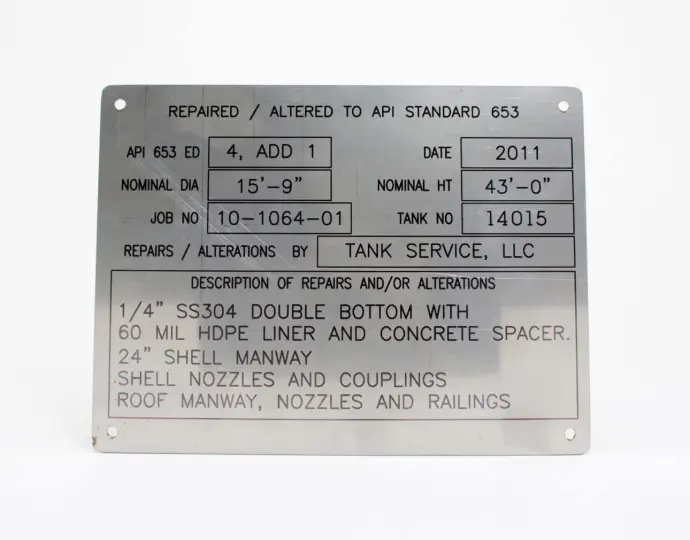 REPAIRED / ALTERED TO API STANDARD 653
API 653 ED 4, ADD 1 DATE 2011
NOMINAL DIA 15'-9" NOMINAL HT 43'-0"
JOB NO 10-1064-01 TANK NO 14015
REPAIRS / ALTERATIONS BY TANK SERVICE, LLC
DESCRIPTION OF REPAIRS AND/OR ALTERATIONS
1/4" SS304 DOUBLE BOTTOM WITH
60 MIL HDPE LINER AND CONCRETE SPACER.
24" SHELL MANWAY
SHELL NOZZLES AND COUPLINGS
ROOF MANWAY, NOZZLES AND RAILINGS